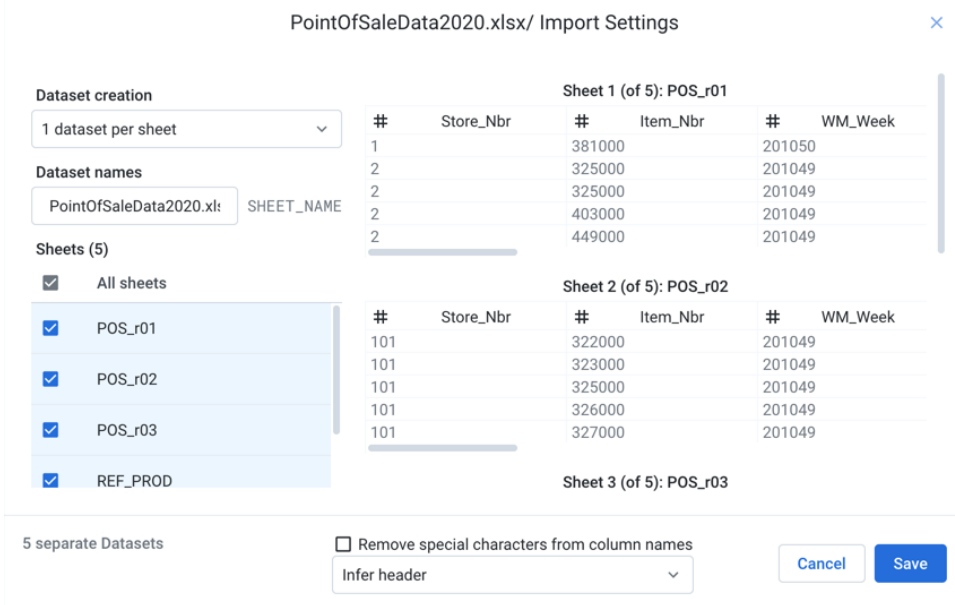 PointOfSaleData2020.xlsx/ Import Settings
Dataset creation
1 dataset per sheet
Dataset names
PointOfSaleData2020.xls SHEET_NAME
Sheets (5)
All sheets
POS_r01
POS_r02
POS_r03
REF_PROD
Sheet 1 (of 5): POS_r01
# Store_Nbr # Item_Nbr # WM_Week
1 381000 201050
2 325000 201049
2 325000 201049
2 403000 201049
2 449000 201049
Sheet 2 (of 5): POS_r02
# Store_Nbr # Item_Nbr # WM_Week
101 322000 201049
101 323000 201049
101 325000 201049
101 326000 201049
101 327000 201049
Sheet 3 (of 5): POS_r03
5 separate Datasets
Remove special characters from column names
Infer header
Cancel
Save